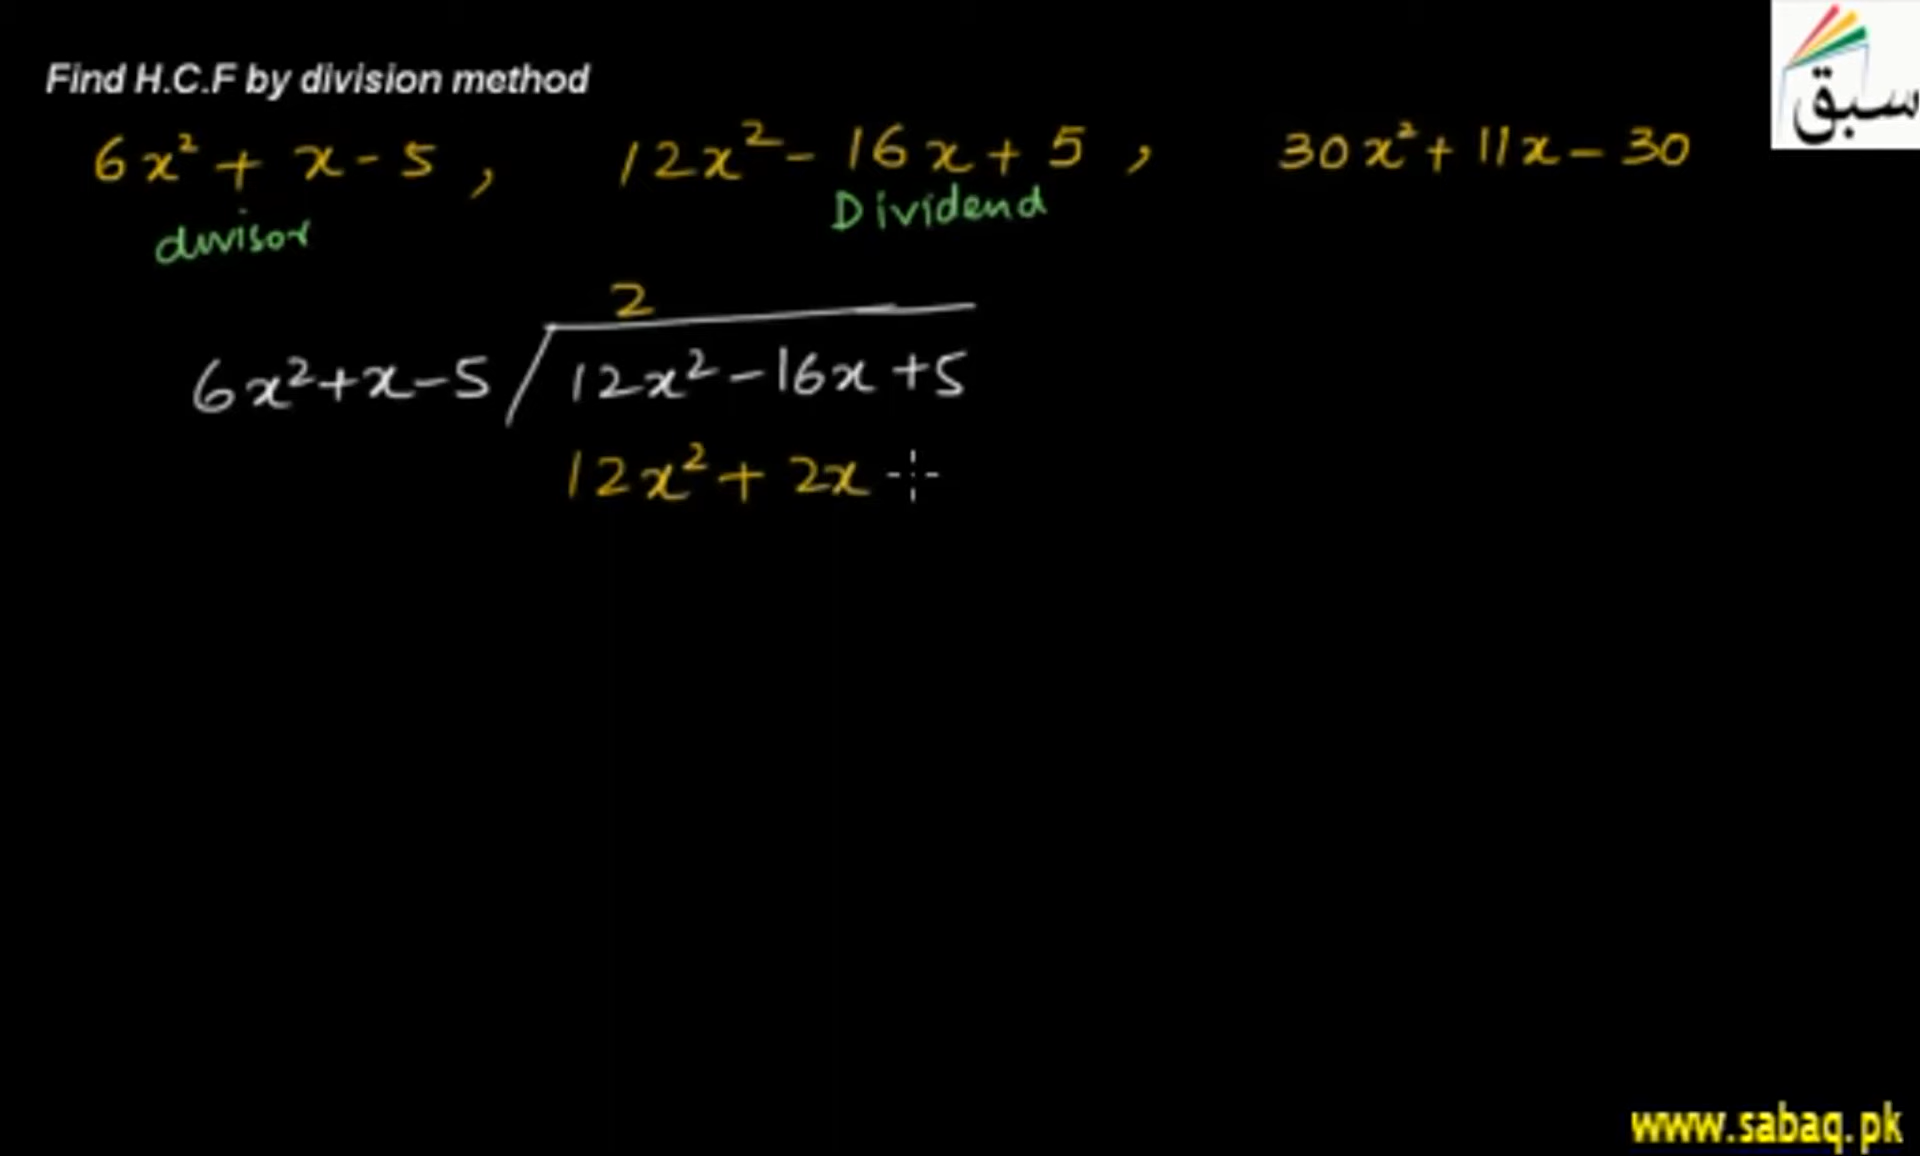 Find H.C.F by division method
سبق
6x² + x - 5 , 12x² - 16x + 5 , 30x² + 11x - 30
divisor Dividend
2
6x²+x-5 / 12x² - 16x + 5
12x² + 2x
www.sabaq.pk